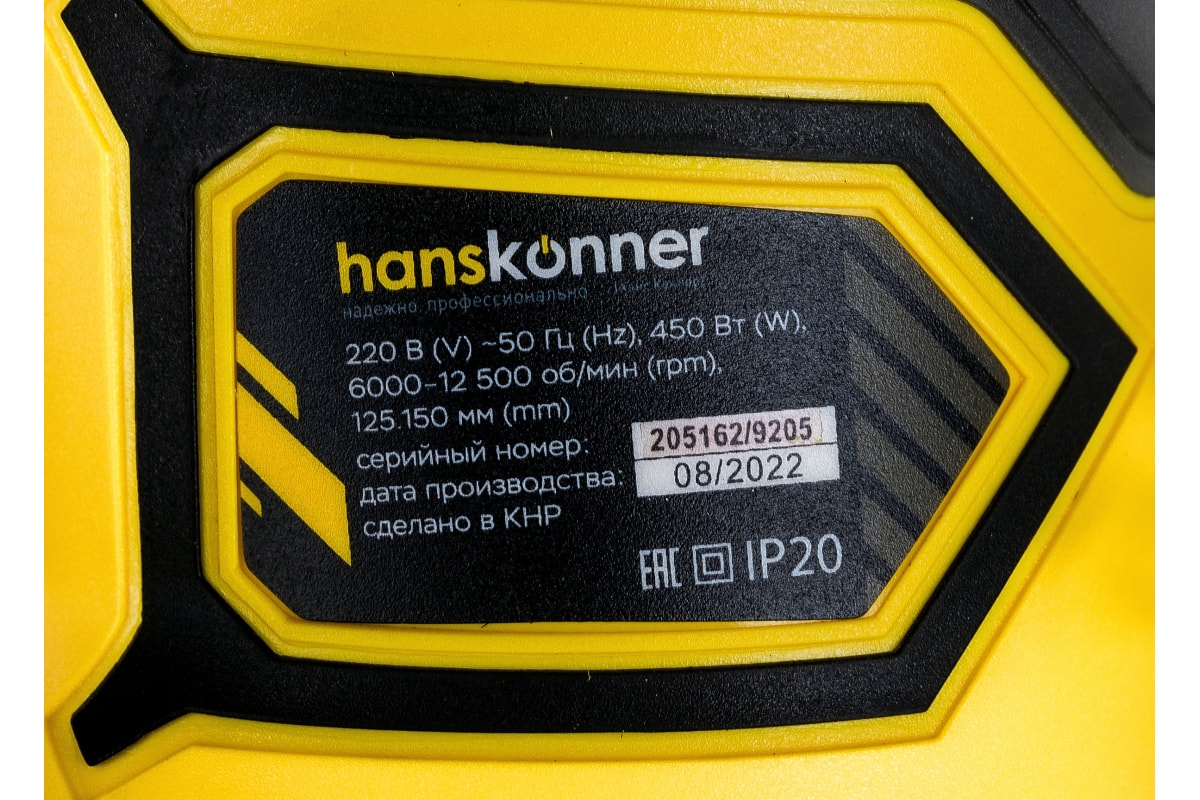 hanskönner
надежно, профессионально
220 В (V) ~50 Гц (Hz), 450 Вт (W),
6000-12 500 об/мин (rpm),
125.150 мм (mm)
серийный номер: 205162/9205
дата производства: 08/2022
сделано в КНР
EAC IP20